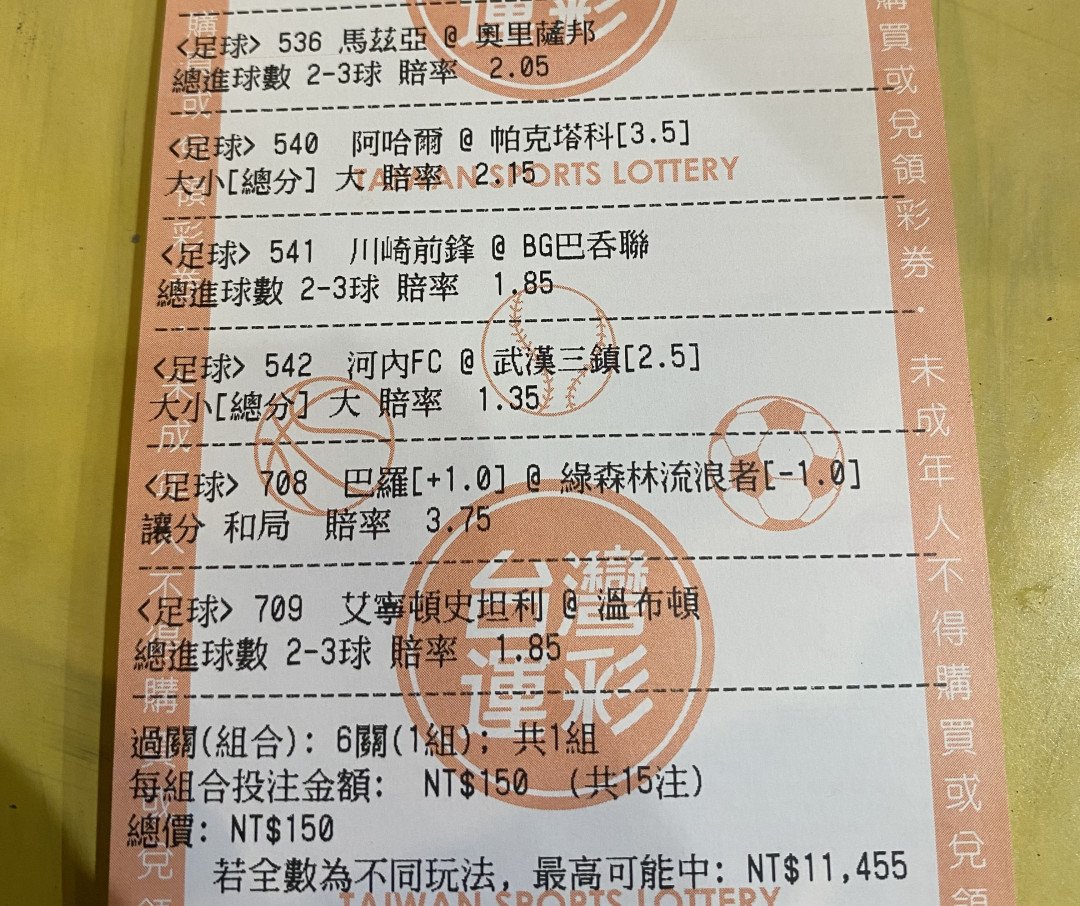 <足球> 536 馬茲亞 @ 奧里薩邦
總進球數 2-3球 賠率 2.05
<足球> 540 阿哈爾 @ 帕克塔科[3.5]
大小[總分] 大 賠率 2.15
TAIWAN SPORTS LOTTERY
<足球> 541 川崎前鋒 @ BG巴吞聯
總進球數 2-3球 賠率 1.85
<足球> 542 河內FC @ 武漢三鎮[2.5]
大小[總分] 大 賠率 1.35
<足球> 708 巴羅[+1.0] @ 綠森林流浪者[-1.0]
讓分 和局 賠率 3.75
<足球> 709 艾寧頓史坦利 @ 溫布頓
總進球數 2-3球 賠率 1.85
台灣
運彩
過關(組合): 6關(1組); 共1組
每組合投注金額: NT$150 (共15注)
總價: NT$150
若全數為不同玩法, 最高可能中: NT$11,455
TAIWAN SPORTS LOTTERY
運彩
購買或兌領彩券·未成年人不得購買或兌領